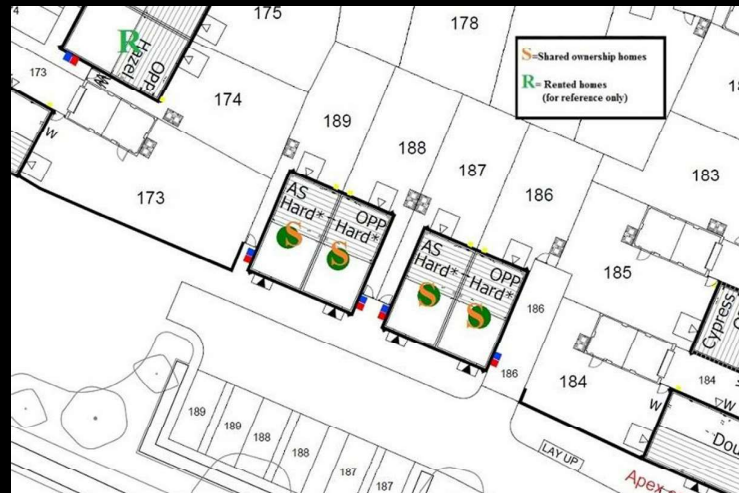 175
178
R
Opp
Hazel
S=Shared ownership homes
R= Rented homes
(for reference only)
173
174
W
189
188
187
186
183
173
AS
Hard*
OPP
Hard*
S
S
AS
Hard*
OPP
Hard*
S
S
185
186
186
184
184
Cypress
W
W
189
189
188
188
187
187
LAY UP
Apex